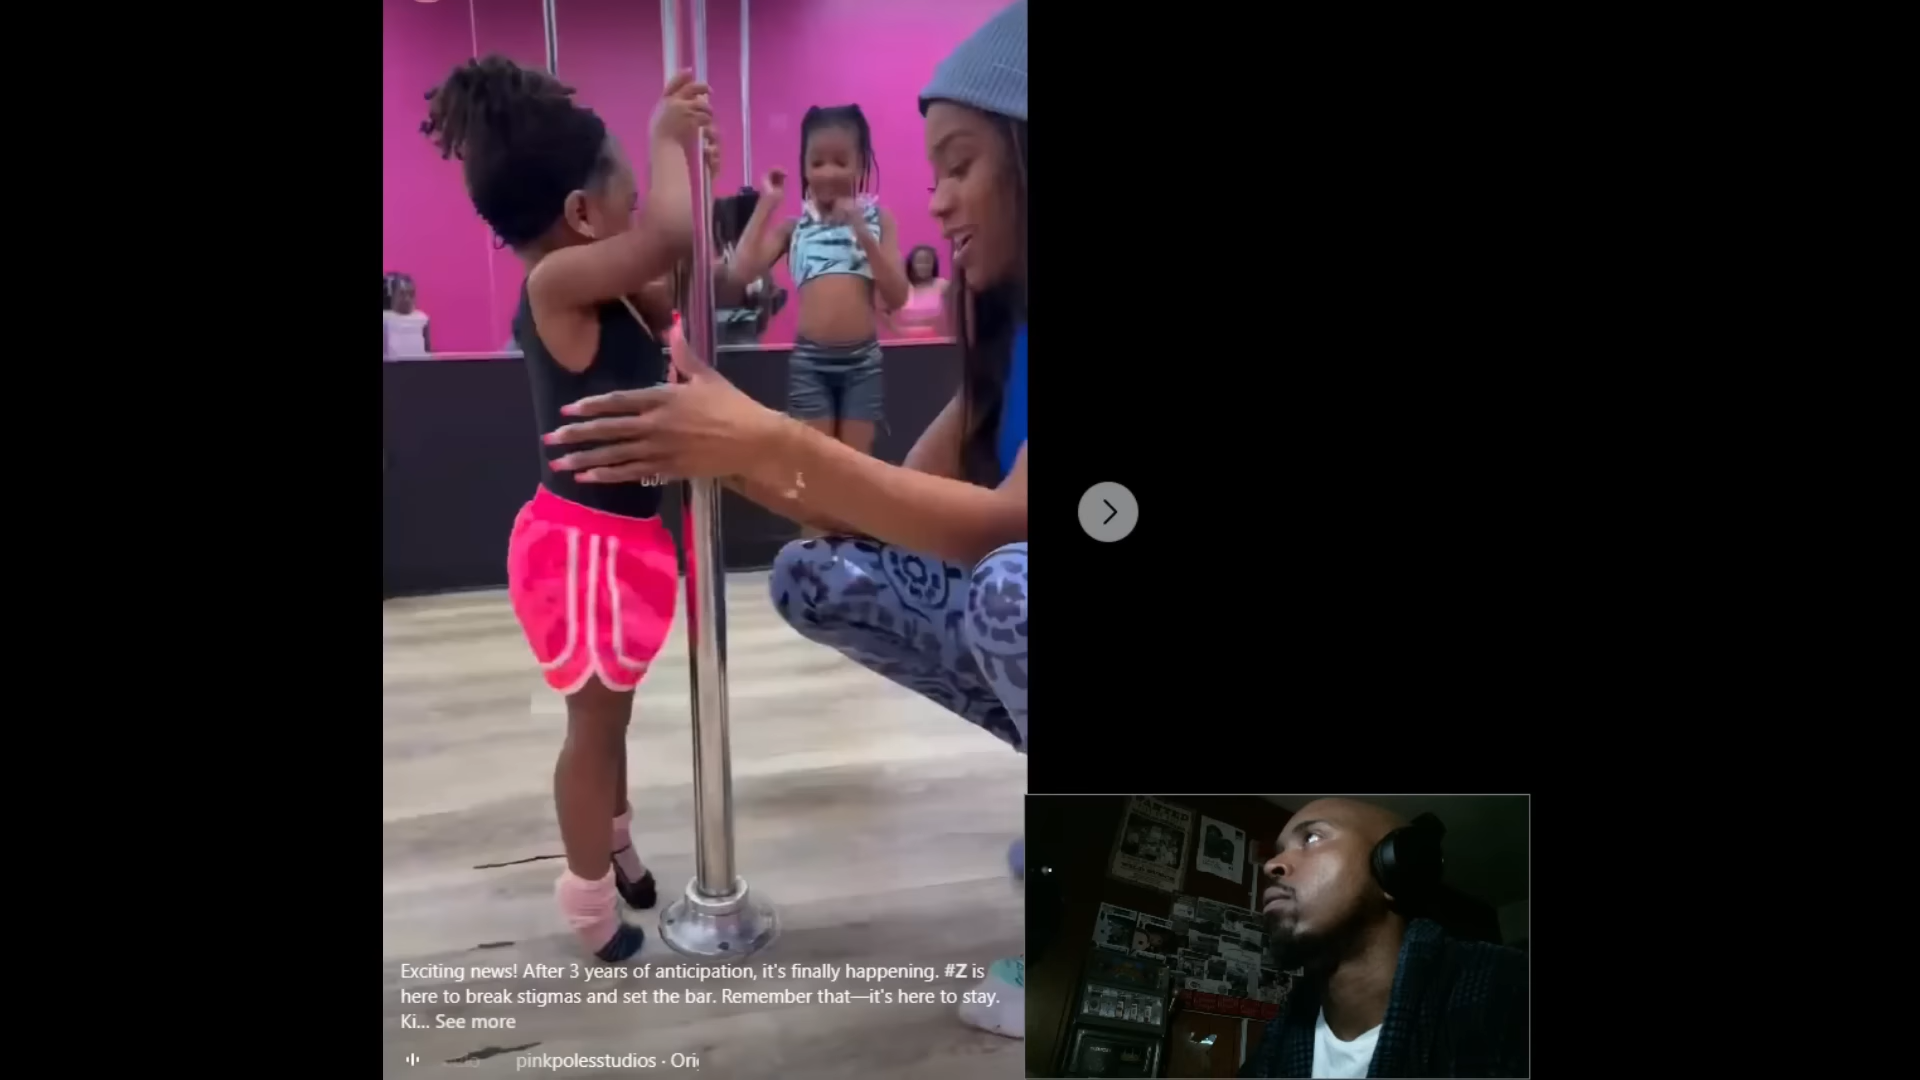 Exciting news! After 3 years of anticipation, it's finally happening. #Z is
here to break stigmas and set the bar. Remember that—it's here to stay.
Ki... See more
pinkpolesstudios · Ori
WANTED